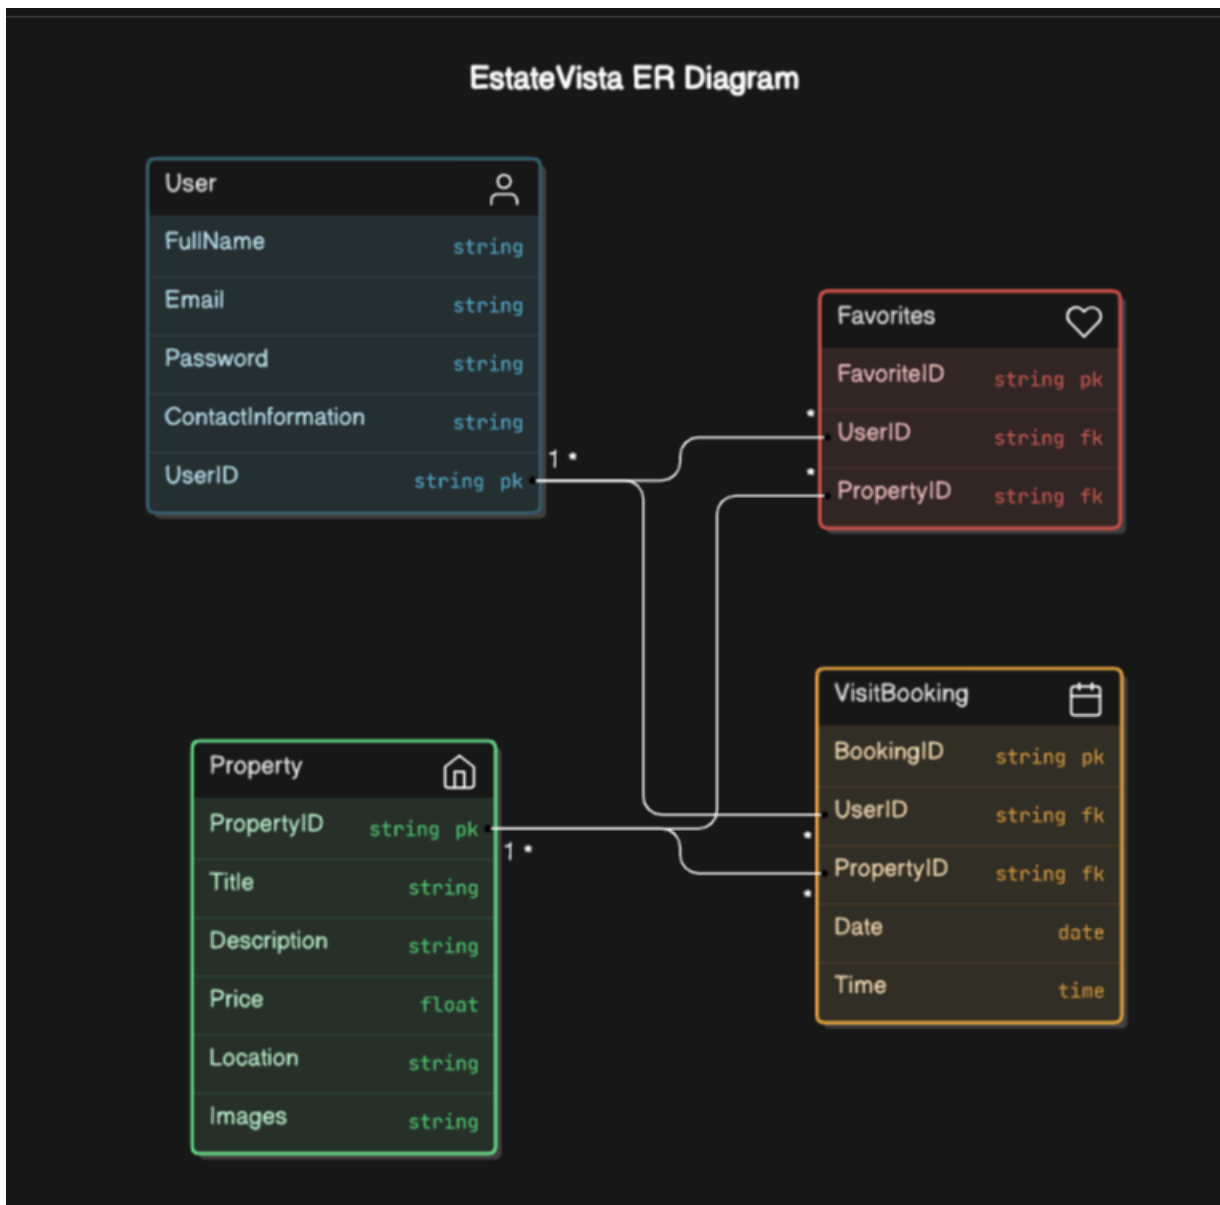 EstateVista ER Diagram
User
FullName string
Email string
Password string
ContactInformation string
UserID string pk
1 *
Favorites
FavoriteID string pk
*
UserID string fk
*
PropertyID string fk
Property
PropertyID string pk
1 *
Title string
Description string
Price float
Location string
Images string
VisitBooking
BookingID string pk
UserID string fk
*
PropertyID string fk
*
Date date
Time time